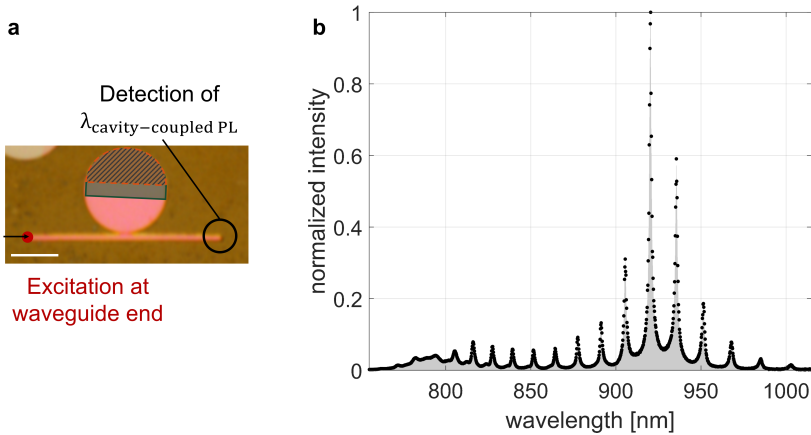 a
Detection of
λcavity−coupled PL
Excitation at
waveguide end
b
normalized intensity
1
0.8
0.6
0.4
0.2
0
800
850
900
950
1000
wavelength [nm]